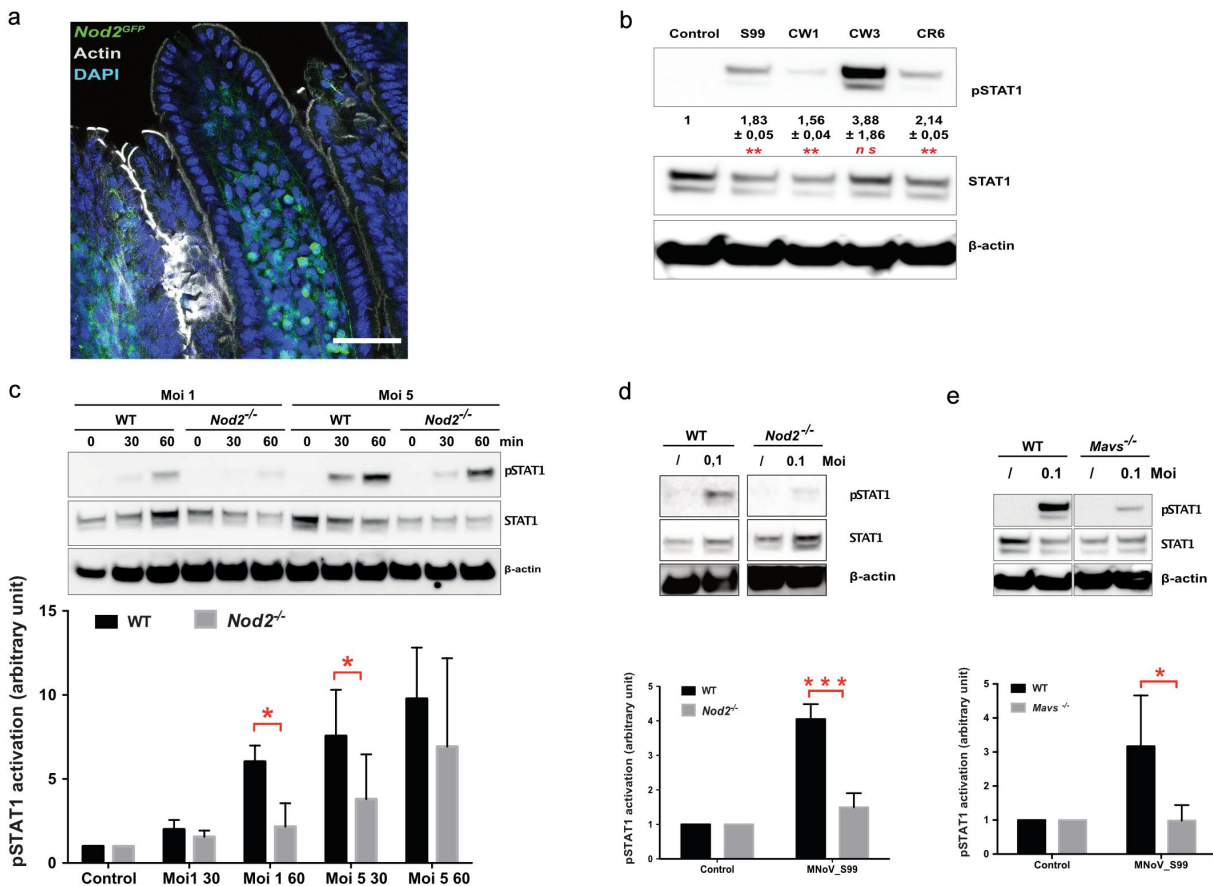 a
Nod2GFP
Actin
DAPI
b
Control S99 CW1 CW3 CR6
pSTAT1
1 1,83 1,56 3,88 2,14
± 0,05 ± 0,04 ± 1,86 ± 0,05
** ** n s **
STAT1
β-actin
c
Moi 1 Moi 5
WT Nod2-/- WT Nod2-/-
0 30 60 0 30 60 0 30 60 0 30 60 min
pSTAT1
STAT1
β-actin
pSTAT1 activation (arbitrary unit)
15
10
5
0
WT Nod2-/-
*
*
Control Moi1 30 Moi 1 60 Moi 5 30 Moi 5 60
d
WT Nod2-/-
/ 0,1 / 0.1 Moi
pSTAT1
STAT1
β-actin
pSTAT1 activation (arbitrary unit)
5
4
3
2
1
0
WT
Nod2-/-
* * *
Control MNoV_S99
e
WT Mavs-/-
/ 0.1 / 0.1 Moi
pSTAT1
STAT1
β-actin
pSTAT1 activation (arbitrary unit)
5
4
3
2
1
0
WT
Mavs -/-
*
Control MNoV_S99